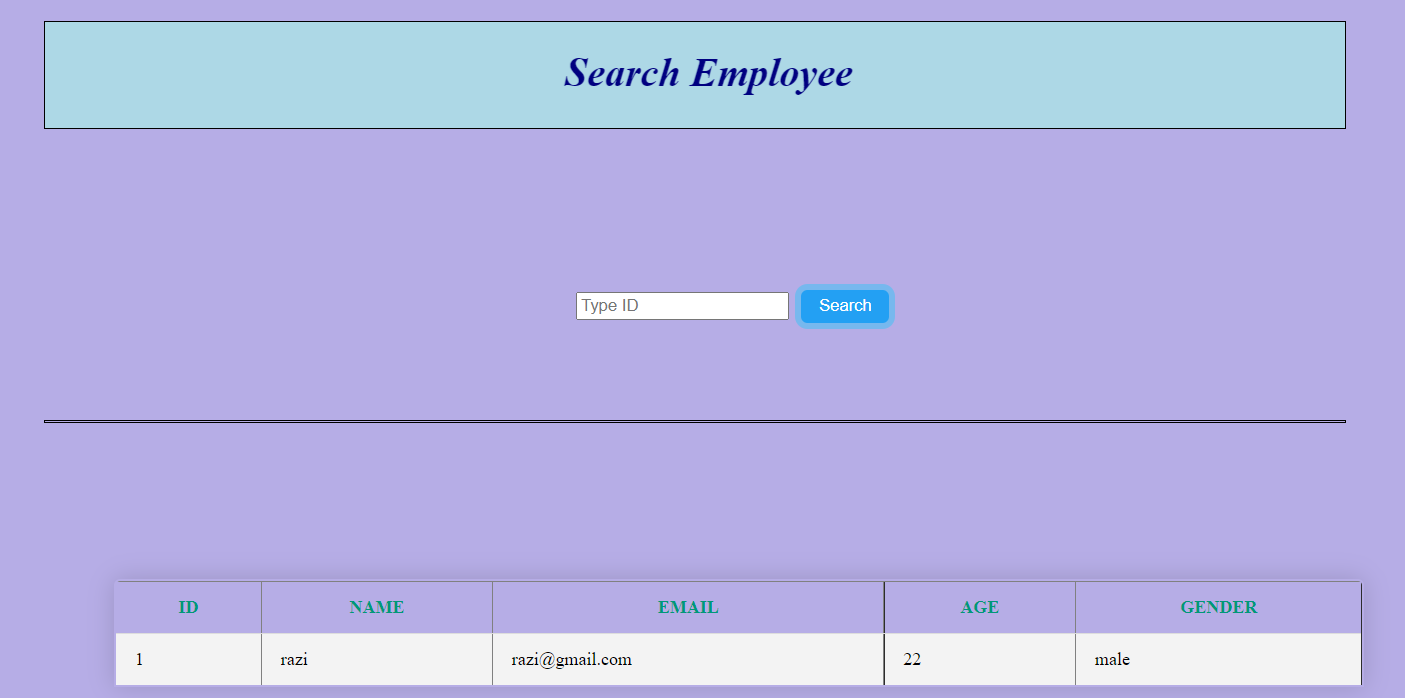 Search Employee
Type ID Search
ID NAME EMAIL AGE GENDER
1 razi razi@gmail.com 22 male